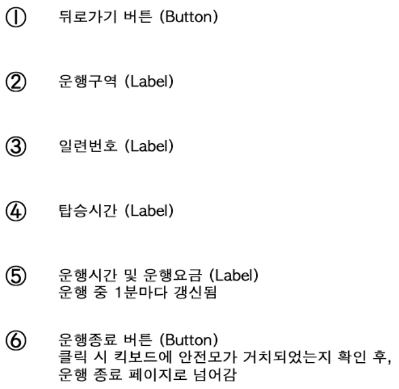 ① 뒤로가기 버튼 (Button)
② 운행구역 (Label)
③ 일련번호 (Label)
④ 탑승시간 (Label)
⑤ 운행시간 및 운행요금 (Label)
운행 중 1분마다 갱신됨
⑥ 운행종료 버튼 (Button)
클릭 시 킥보드에 안전모가 거치되었는지 확인 후,
운행 종료 페이지로 넘어감